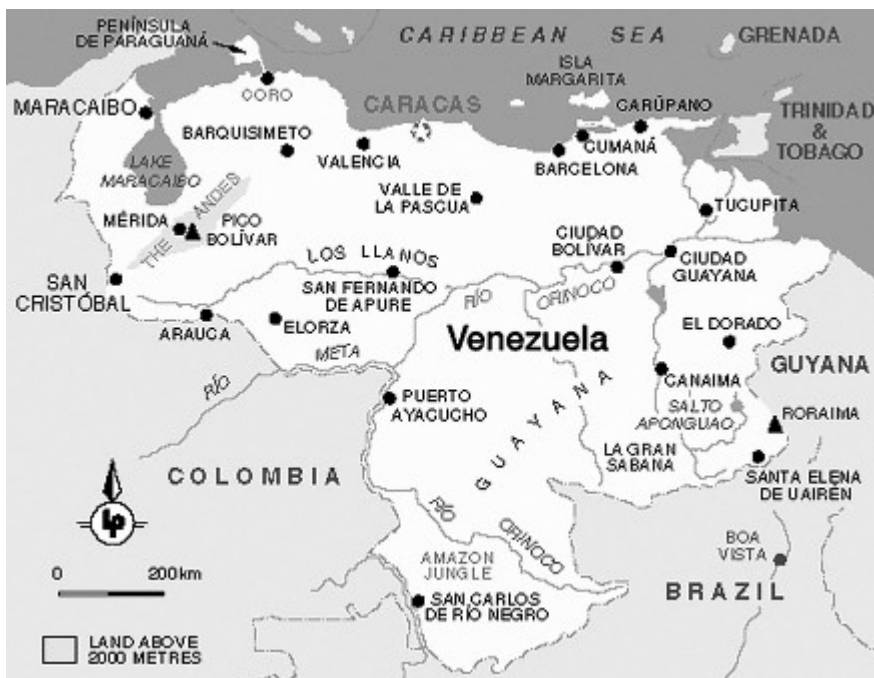 PENÍNSULA
DE PARAGUANÁ
CARIBBEAN SEA
GRENADA
ISLA
MARGARITA
CORO
MARACAIBO
CARACAS
CARÚPANO
TRINIDAD
&
TOBAGO
BARQUISIMETO
VALENCIA
CUMANÁ
BARCELONA
LAKE
MARACAIBO
VALLE DE
LA PASCUA
TUCUPITA
MÉRIDA
THE ANDES
PICO
BOLÍVAR
CIUDAD
BOLÍVAR
LOS LLANOS
CIUDAD
GUAYANA
SAN
CRISTÓBAL
SAN FERNANDO
DE APURE
RÍO
ORINOCO
ARAUCA
ELORZA
Venezuela
EL DORADO
META
RÍO
GUYANA
CANAIMA
PUERTO
AYACUCHO
GUAYANA
SALTO
APONGUAO
RORAIMA
LA GRAN
SABANA
COLOMBIA
SANTA ELENA
DE UAIRÉN
Lp
RÍO
ORINOCO
BOA
VISTA
AMAZON
JUNGLE
0 200km
BRAZIL
SAN CARLOS
DE RÍO NEGRO
LAND ABOVE
2000 METRES